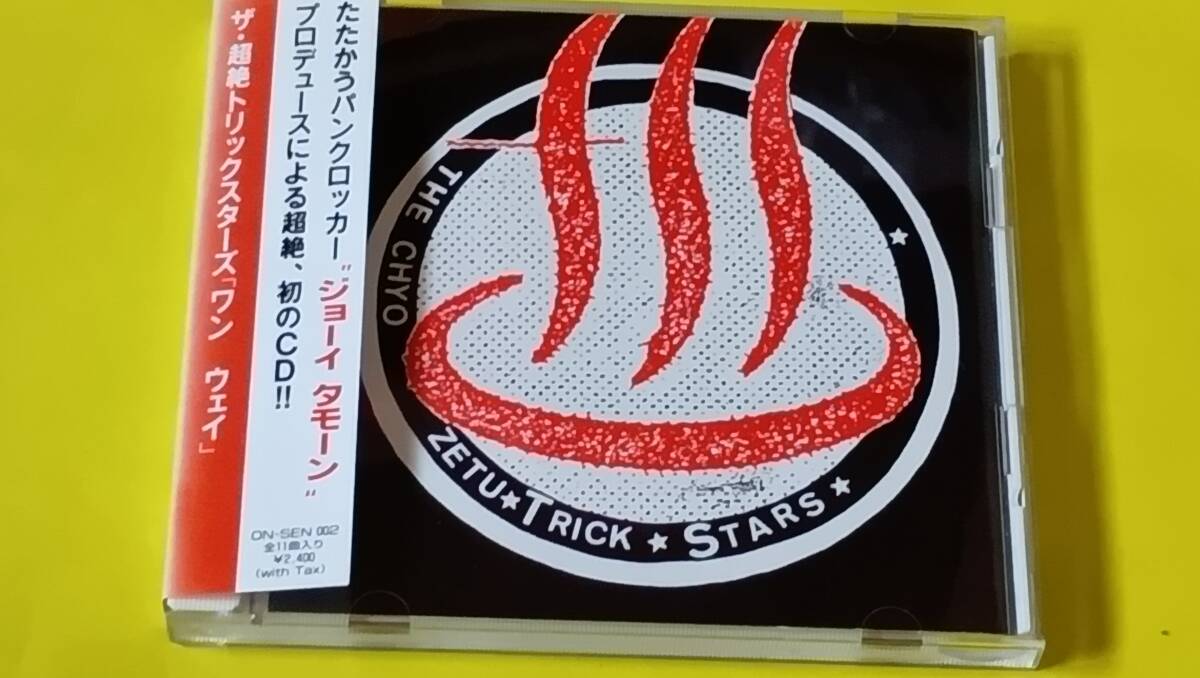 ザ・超絶トリックスターズ「ワン ウェイ」
たたかうパンクロッカー"ジョーイ タモーン"
プロデュースによる超絶、初のCD!!
ON-SEN 002
全11曲入り
¥2,400
(with Tax)
THE CHYO
ZETU★TRICK★STARS★